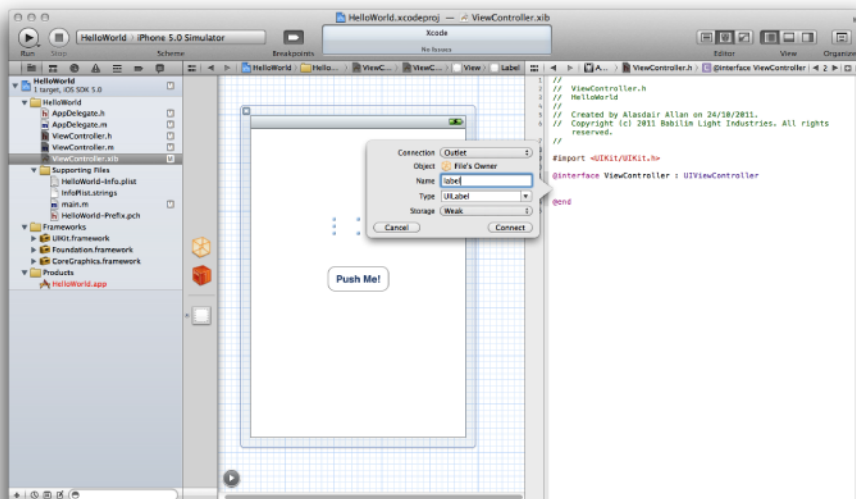 HelloWorld.xcodeproj — ViewController.xib
HelloWorld › iPhone 5.0 Simulator
Xcode
No Issues
Run Stop Scheme Breakpoints Editor View Organizer
HelloWorld › Hello... › ViewC... › ViewC... › View › Label
A... › ViewController.h › @interface ViewController 2
HelloWorld
1 target, iOS SDK 5.0
HelloWorld
AppDelegate.h
AppDelegate.m
ViewController.h
ViewController.m
ViewController.xib
Supporting Files
HelloWorld-Info.plist
InfoPlist.strings
main.m
HelloWorld-Prefix.pch
Frameworks
UIKit.framework
Foundation.framework
CoreGraphics.framework
Products
HelloWorld.app
Connection Outlet
Object File's Owner
Name label
Type UILabel
Storage Weak
Cancel Connect
Push Me!
//
// ViewController.h
// HelloWorld
//
// Created by Alasdair Allan on 24/10/2011.
// Copyright (c) 2011 Babilim Light Industries. All rights
reserved.
//
#import <UIKit/UIKit.h>
@interface ViewController : UIViewController
@end